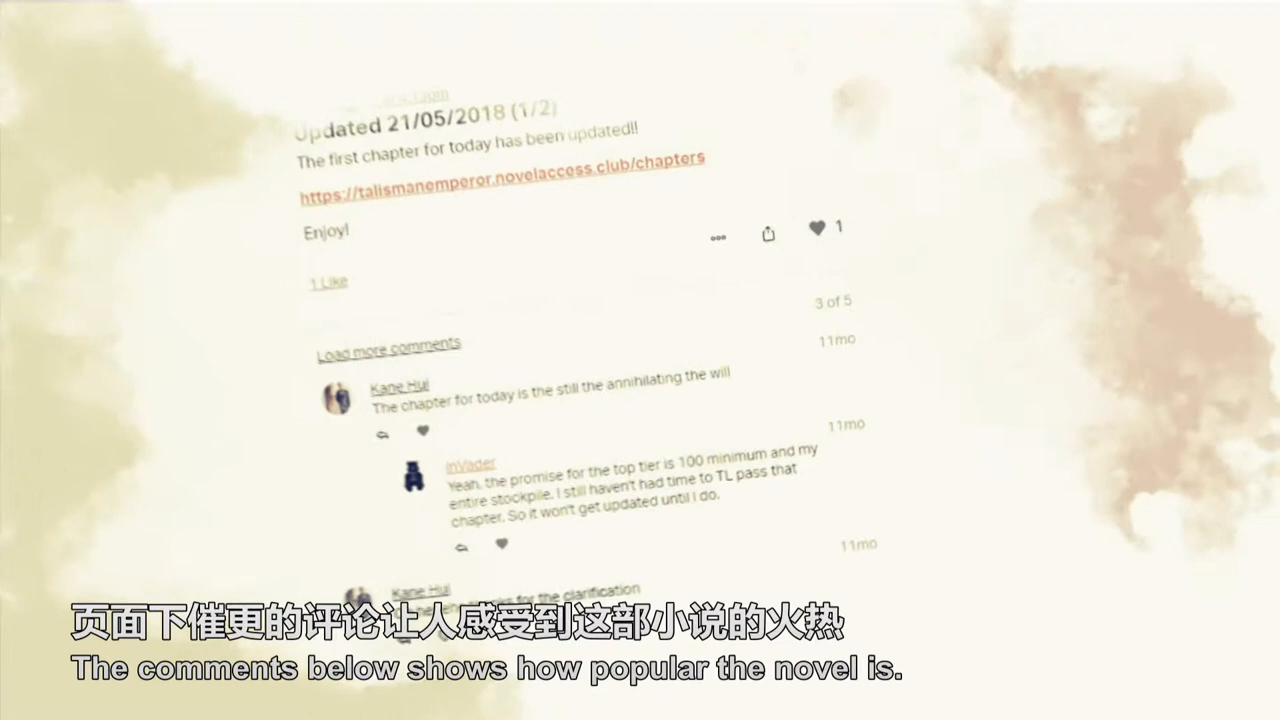 Updated 21/05/2018 (1/2)
The first chapter for today has been updated!!
https://talismanemperor.novelaccess.club/chapters
Enjoy!
1
1 Like
3 of 5
Load more comments
11mo
Kane Hui
The chapter for today is the still the annihilating the will
11mo
InVader
Yeah, the promise for the top tier is 100 minimum and my
entire stockpile. I still haven't had time to TL pass that
chapter. So it won't get updated until I do.
11mo
Kane Hui
for the clarification
页面下催更的评论让人感受到这部小说的火热
The comments below shows how popular the novel is.